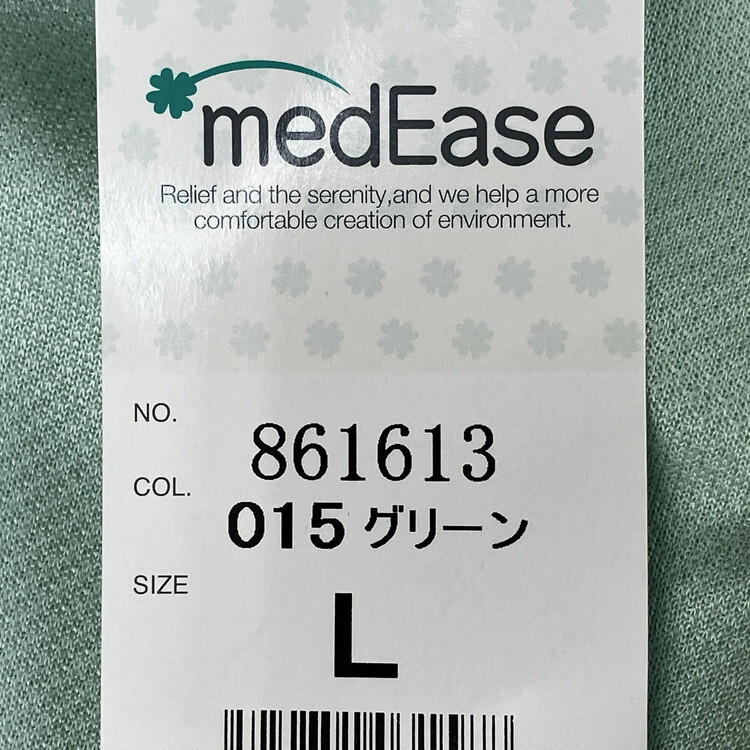 medEase
Relief and the serenity,and we help a more
comfortable creation of environment.
NO.
861613
COL.
015 グリーン
SIZE
L